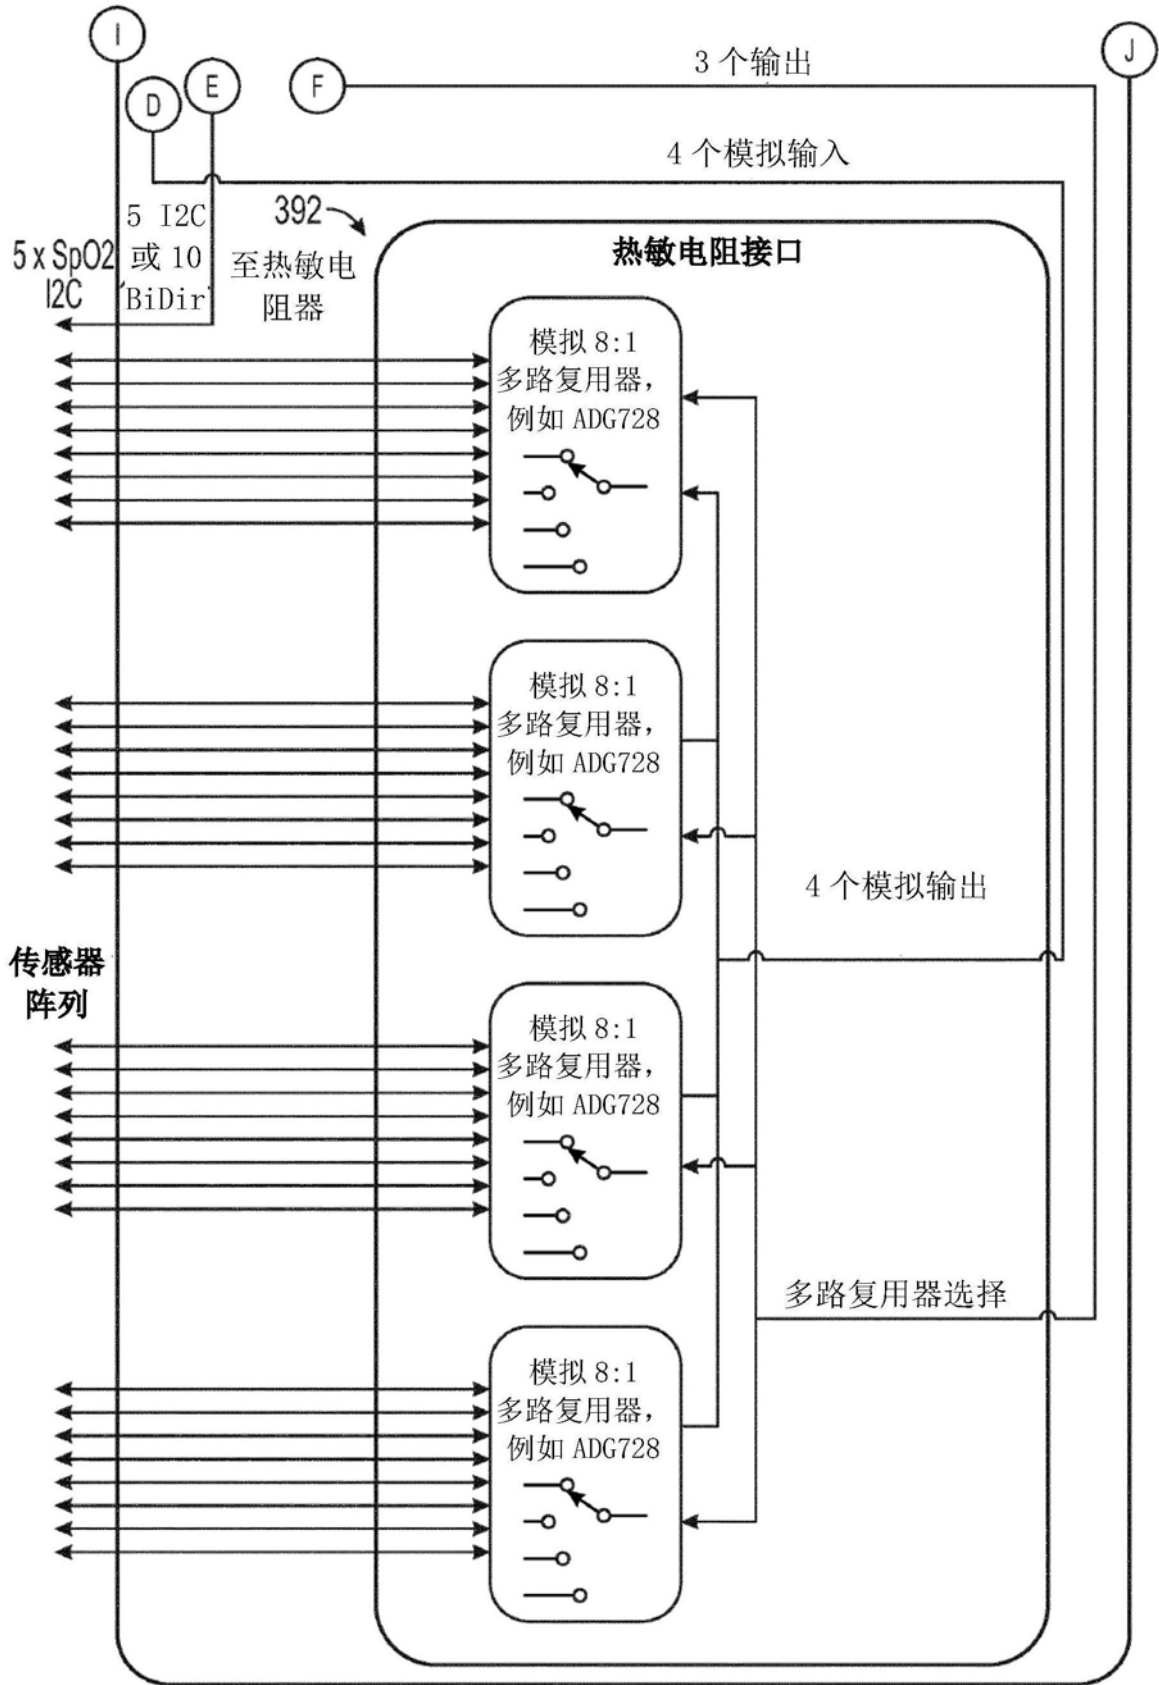 I
J
D
E
F
3 个输出
4 个模拟输入
392
5 I2C
或 10
BiDir
5 x SpO2
I2C
至热敏电
阻器
热敏电阻接口
模拟 8:1
多路复用器,
例如 ADG728
模拟 8:1
多路复用器,
例如 ADG728
4 个模拟输出
传感器
阵列
模拟 8:1
多路复用器,
例如 ADG728
多路复用器选择
模拟 8:1
多路复用器,
例如 ADG728